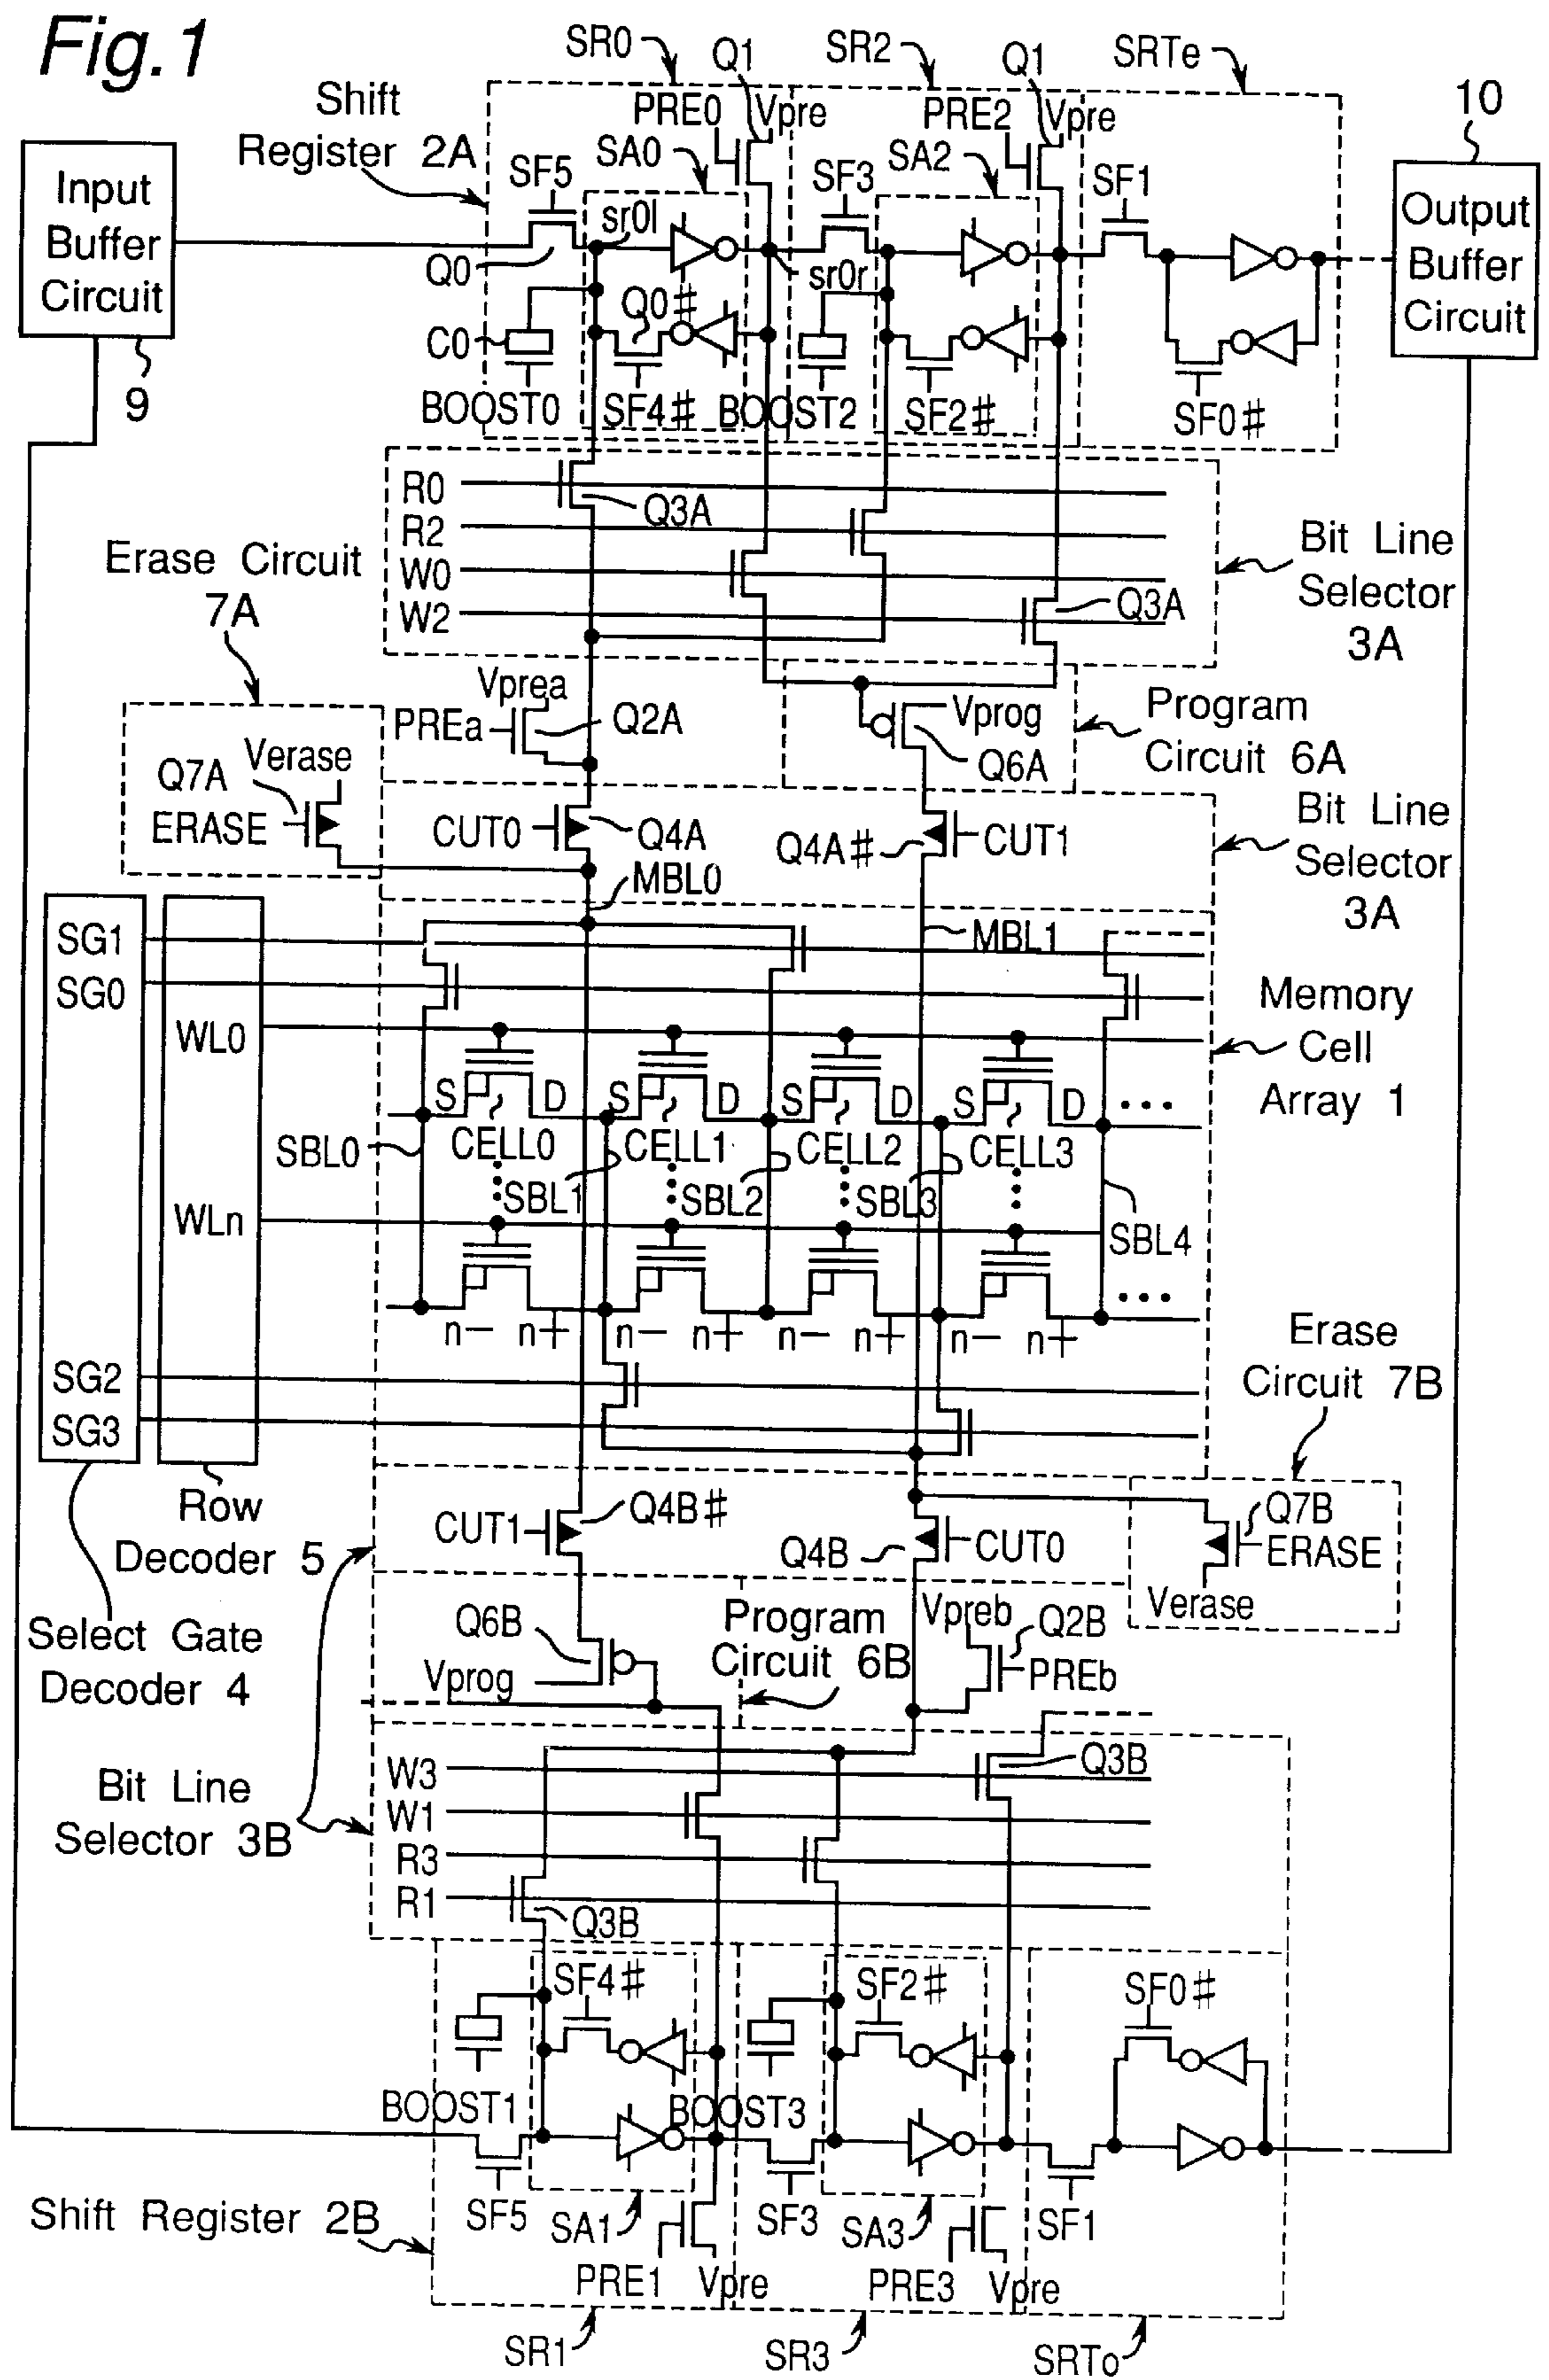 Fig.1
SR0
Q1
SR2
Q1
SRTe
10
Shift
Register 2A
PRE0
Vpre
PRE2
Vpre
SA0
SA2
SF5
SF3
SF1
Input
Buffer
Circuit
Output
Buffer
Circuit
sr0l
Q0
sr0r
Q0#
C0
9
BOOST0
SF4#
BOOST2
SF2#
SF0#
R0
Q3A
R2
Erase Circuit
7A
W0
W2
Q3A
Bit Line
Selector
3A
Vprea
PREa
Q2A
Vprog
Q6A
Program
Circuit 6A
Verase
Q7A
ERASE
CUT0
Q4A
Q4A#
CUT1
Bit Line
Selector
3A
MBL0
MBL1
SG1
SG0
WL0
Memory
Cell
Array 1
S
D
S
D
S
D
S
D
...
SBL0
CELL0
CELL1
CELL2
CELL3
SBL1
SBL2
SBL3
WLn
SBL4
...
n−
n+
n−
n+
n−
n+
n−
n+
Erase
Circuit 7B
SG2
SG3
Row
Decoder 5
CUT1
Q4B#
Q4B
CUT0
Q7B
ERASE
Verase
Select Gate
Decoder 4
Q6B
Vprog
Program
Circuit 6B
Vpreb
Q2B
PREb
Bit Line
Selector 3B
W3
Q3B
W1
R3
R1
Q3B
SF4#
SF2#
SF0#
BOOST1
BOOST3
Shift Register 2B
SF5
SA1
SF3
SA3
SF1
PRE1
Vpre
PRE3
Vpre
SR1
SR3
SRTo